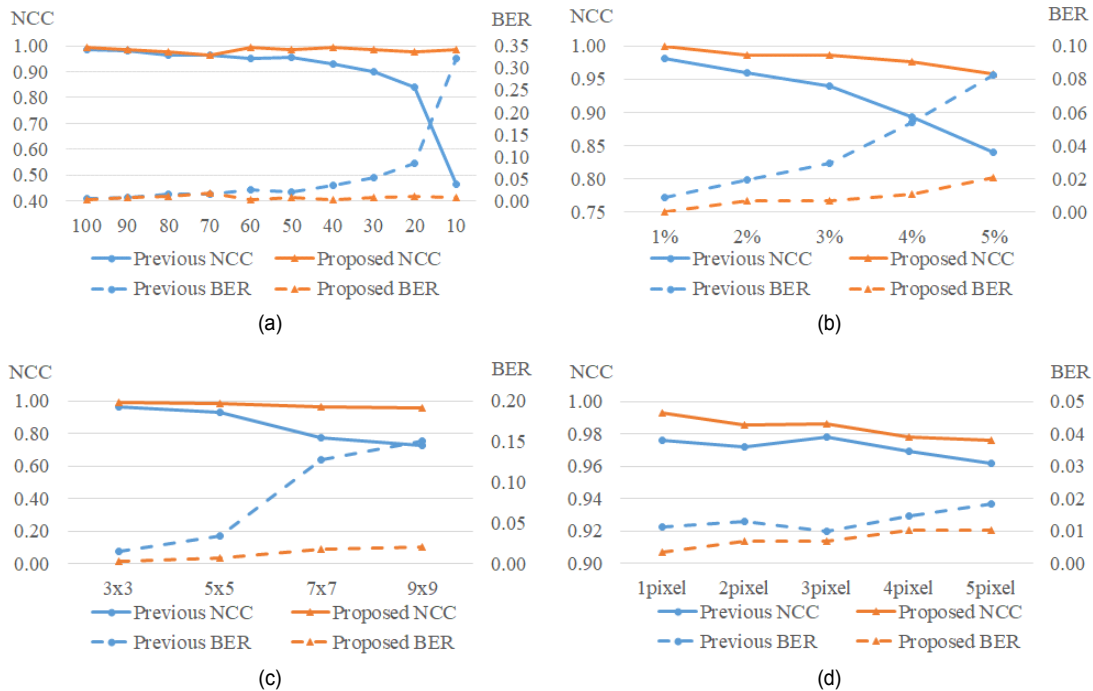 NCC
BER
1.00
0.90
0.80
0.70
0.60
0.50
0.40
0.35
0.30
0.25
0.20
0.15
0.10
0.05
0.00
100 90 80 70 60 50 40 30 20 10
Previous NCC Proposed NCC
Previous BER Proposed BER
(a)
NCC
BER
1.00
0.95
0.90
0.85
0.80
0.75
0.10
0.08
0.06
0.04
0.02
0.00
1% 2% 3% 4% 5%
Previous NCC Proposed NCC
Previous BER Proposed BER
(b)
NCC
BER
1.00
0.80
0.60
0.40
0.20
0.00
0.20
0.15
0.10
0.05
0.00
3x3 5x5 7x7 9x9
Previous NCC Proposed NCC
Previous BER Proposed BER
(c)
NCC
BER
1.00
0.98
0.96
0.94
0.92
0.90
0.05
0.04
0.03
0.02
0.01
0.00
1pixel 2pixel 3pixel 4pixel 5pixel
Previous NCC Proposed NCC
Previous BER Proposed BER
(d)